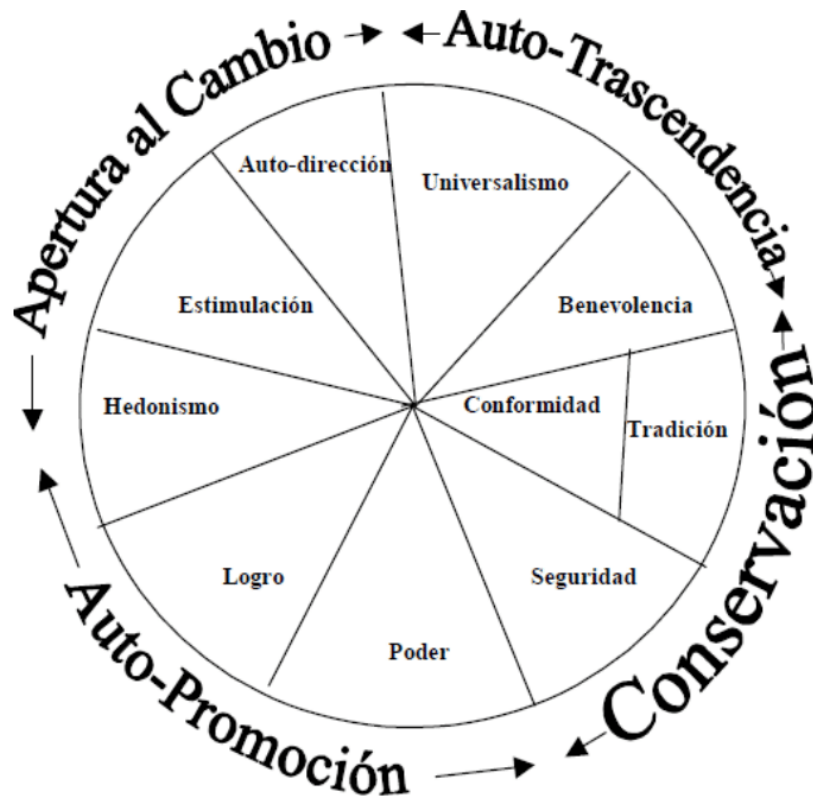 Apertura al Cambio
Auto-Trascendencia
Auto-dirección
Universalismo
Estimulación
Benevolencia
Hedonismo
Conformidad
Tradición
Logro
Seguridad
Poder
Auto-Promoción
Conservación